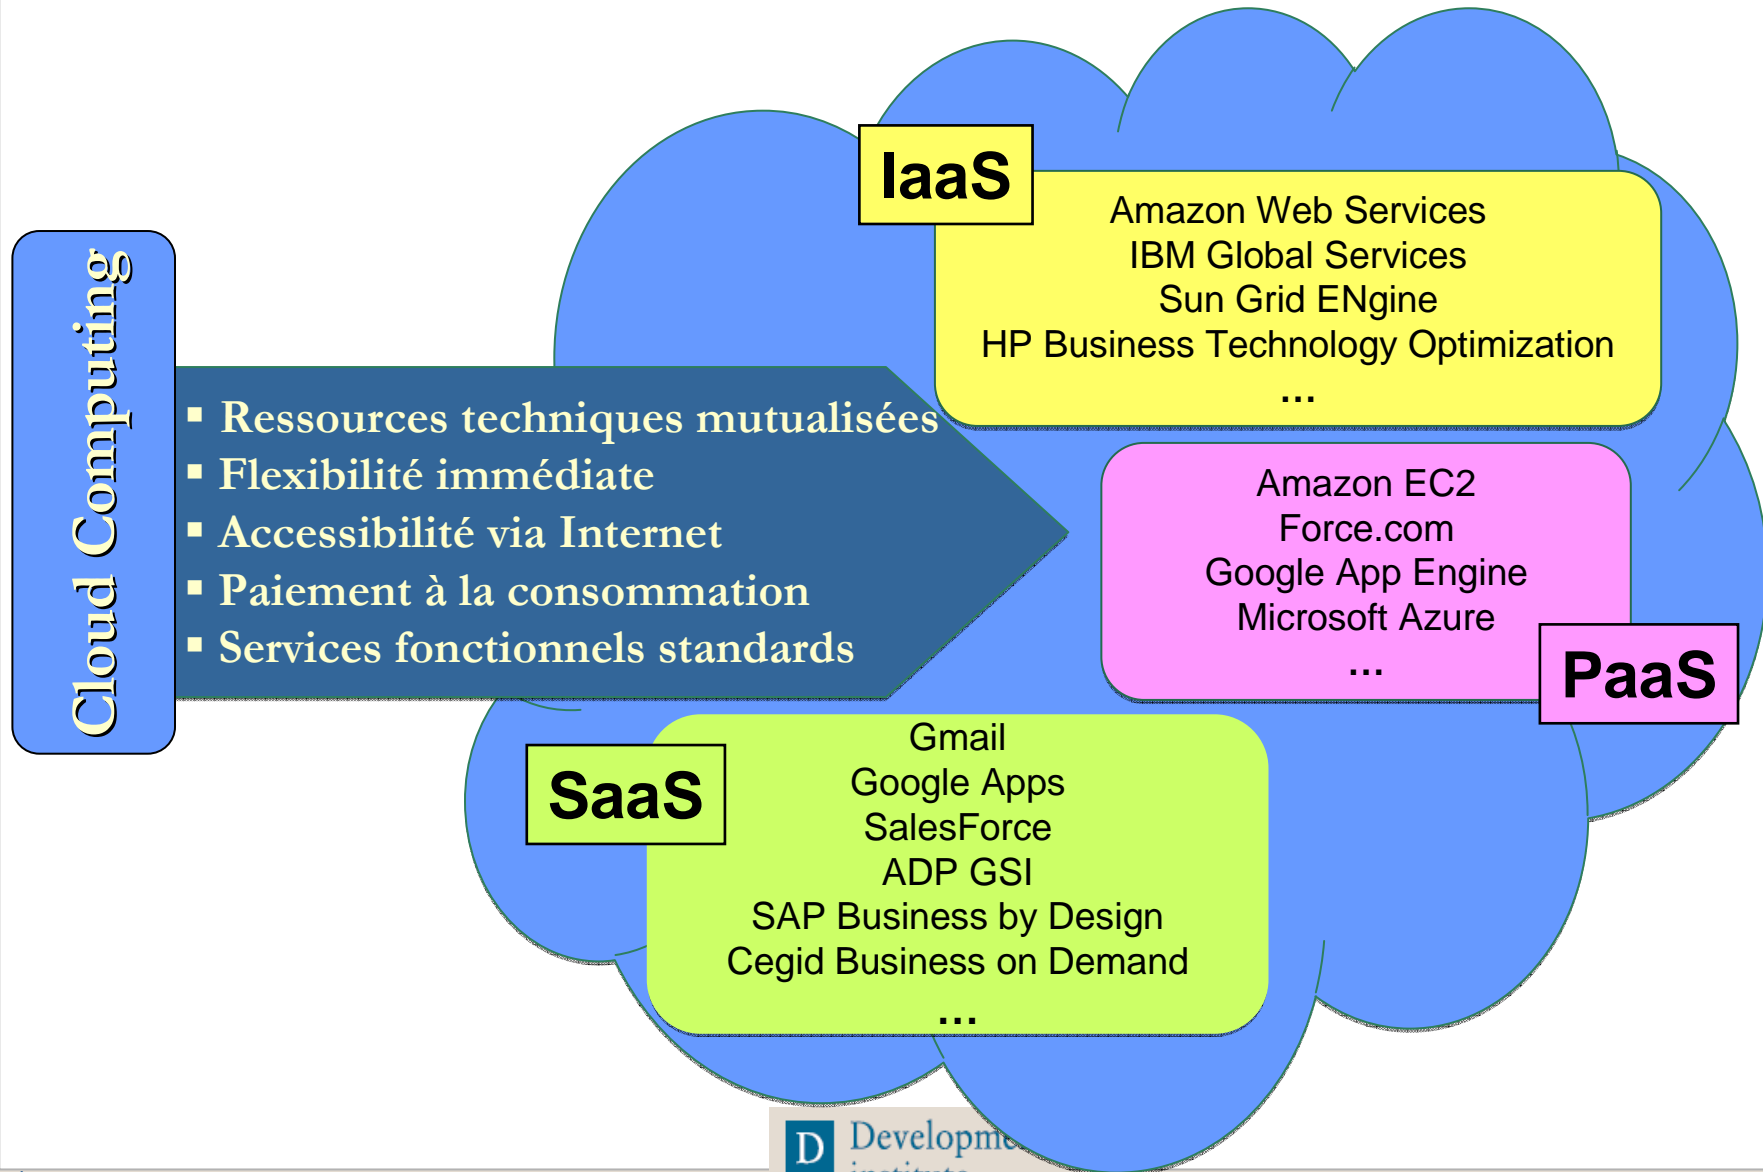 Cloud Computing
▪ Ressources techniques mutualisées
▪ Flexibilité immédiate
▪ Accessibilité via Internet
▪ Paiement à la consommation
▪ Services fonctionnels standards
IaaS
Amazon Web Services
IBM Global Services
Sun Grid ENgine
HP Business Technology Optimization
...
Amazon EC2
Force.com
Google App Engine
Microsoft Azure
...
PaaS
SaaS
Gmail
Google Apps
SalesForce
ADP GSI
SAP Business by Design
Cegid Business on Demand
...
D